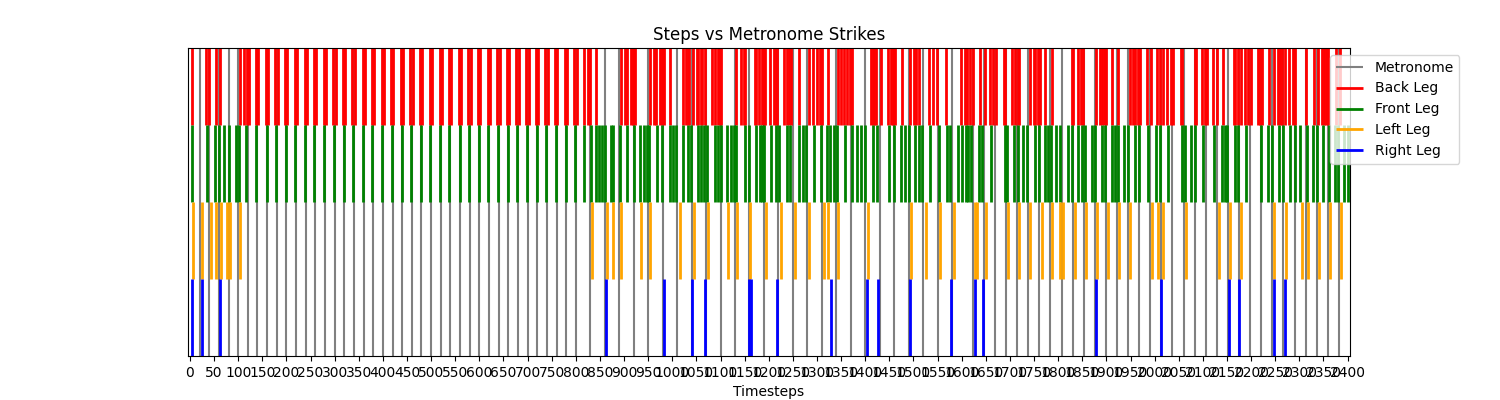 Steps vs Metronome Strikes
Metronome
Back Leg
Front Leg
Left Leg
Right Leg
0 50 100 150 200 250 300 350 400 450 500 550 600 650 700 750 800 850 900 950 1000 1050 1100 1150 1200 1250 1300 1350 1400 1450 1500 1550 1600 1650 1700 1750 1800 1850 1900 1950 2000 2050 2100 2150 2200 2250 2300 2350 2400
Timesteps